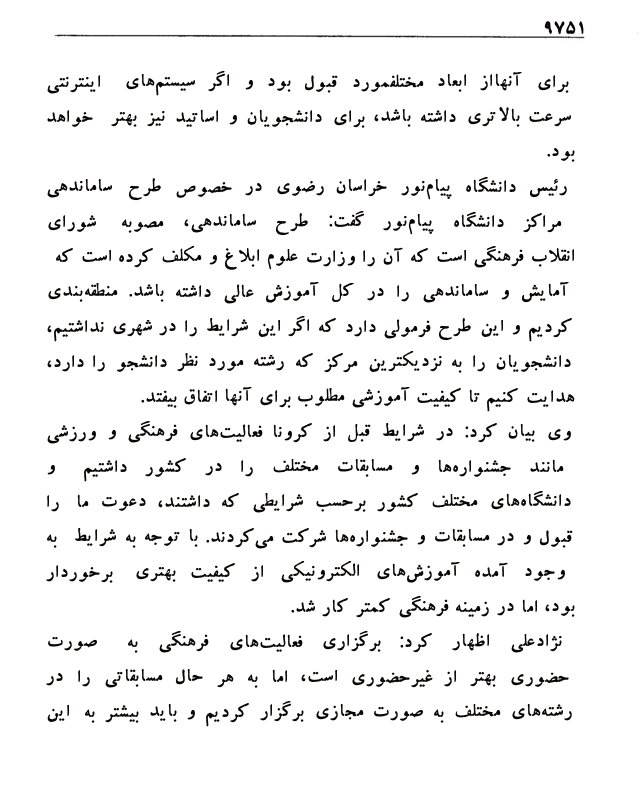 ۹۷۵۱
برای آنهااز ابعاد مختلفمورد قبول بود و اگر سیستم‌های اینترنتی
سرعت بالاتری داشته باشد، برای دانشجویان و اساتید نیز بهتر خواهد
بود.
رئیس دانشگاه پیام‌نور خراسان رضوی در خصوص طرح ساماندهی
مراکز دانشگاه پیام‌نور گفت: طرح ساماندهی، مصوبه شورای
انقلاب فرهنگی است که آن را وزارت علوم ابلاغ و مکلف کرده است که
آمایش و ساماندهی را در کل آموزش عالی داشته باشد. منطقه‌بندی
کردیم و این طرح فرمولی دارد که اگر این شرایط را در شهری نداشتیم،
دانشجویان را به نزدیکترین مرکز که رشته مورد نظر دانشجو را دارد،
هدایت کنیم تا کیفیت آموزشی مطلوب برای آنها اتفاق بیفتد.
وی بیان کرد: در شرایط قبل از کرونا فعالیت‌های فرهنگی و ورزشی
مانند جشنواره‌ها و مسابقات مختلف را در کشور داشتیم و
دانشگاه‌های مختلف کشور برحسب شرایطی که داشتند، دعوت ما را
قبول و در مسابقات و جشنواره‌ها شرکت می‌کردند. با توجه به شرایط به
وجود آمده آموزش‌های الکترونیکی از کیفیت بهتری برخوردار
بود، اما در زمینه فرهنگی کمتر کار شد.
نژادعلی اظهار کرد: برگزاری فعالیت‌های فرهنگی به صورت
حضوری بهتر از غیرحضوری است، اما به هر حال مسابقاتی را در
رشته‌های مختلف به صورت مجازی برگزار کردیم و باید بیشتر به این